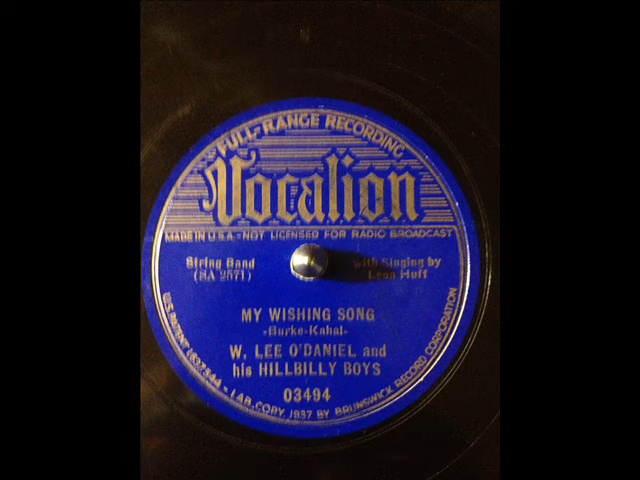 FULL-RANGE RECORDING
Vocalion
MADE IN U.S.A.-NOT LICENSED FOR RADIO BROADCAST
String Band
(SA 2571)
with Singing by
Leon Huff
MY WISHING SONG
-Burke-Kahal-
W. LEE O'DANIEL and
his HILLBILLY BOYS
03494
U.S. PATENT 1637544 - LAB. COPY. 1937 BY BRUNSWICK RECORD CORPORATION